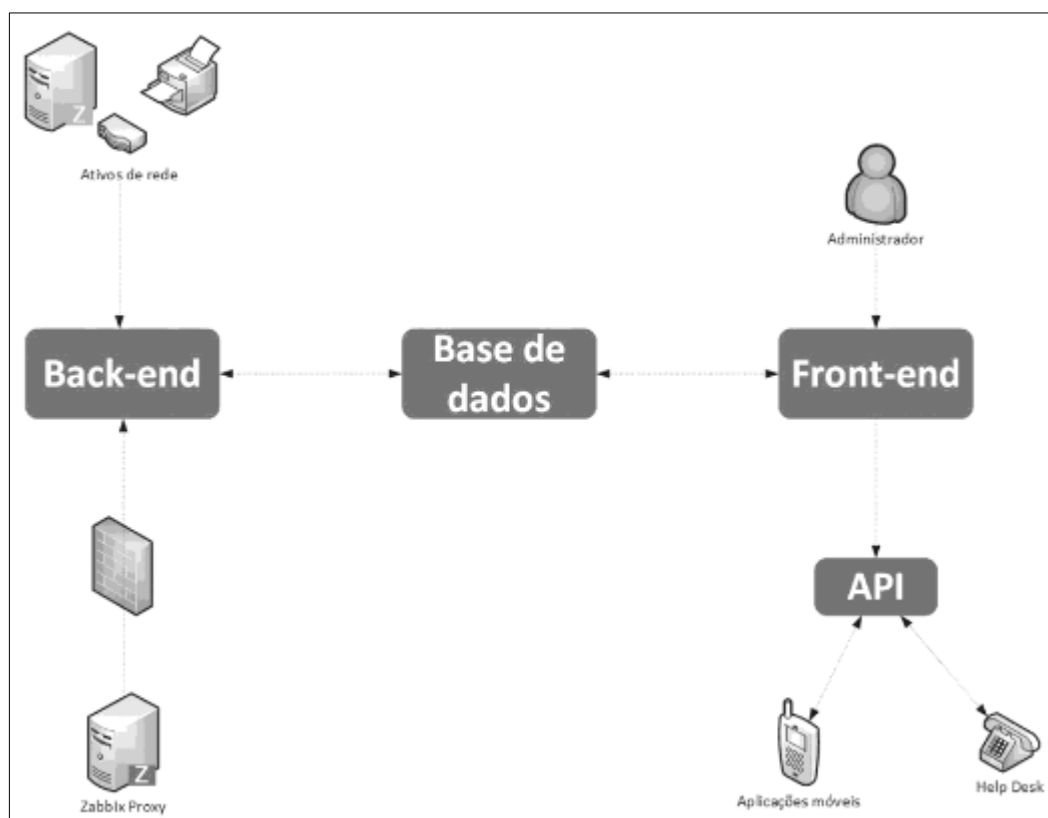 Z
Ativos de rede
Administrador
Back-end
Base de
dados
Front-end
API
Z
Zabbix Proxy
Aplicações móveis
Help Desk